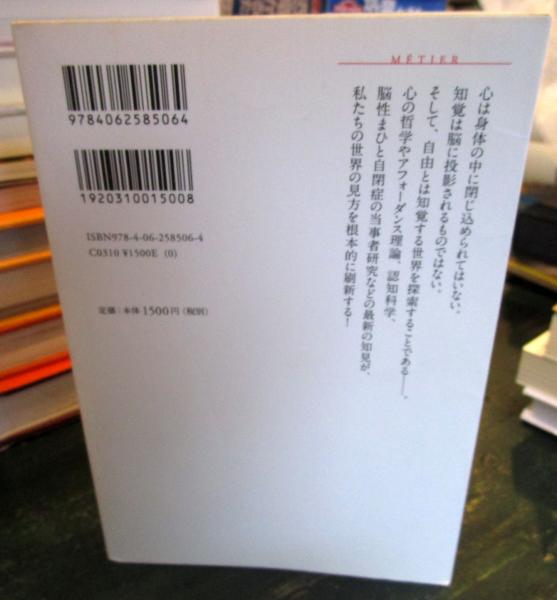 MÉTIER
心は身体の中に閉じ込められてはいない。
知覚は脳に投影されるものではない。
そして、自由とは知覚する世界を探索することである——。
心の哲学やアフォーダンス理論、認知科学、
脳性まひと自閉症の当事者研究などの最新の知見が、
私たちの世界の見方を根本的に刷新する！
9784062585064
1920310015008
ISBN978-4-06-258506-4
C0310 ¥1500E (0)
定価：本体1500円（税別）